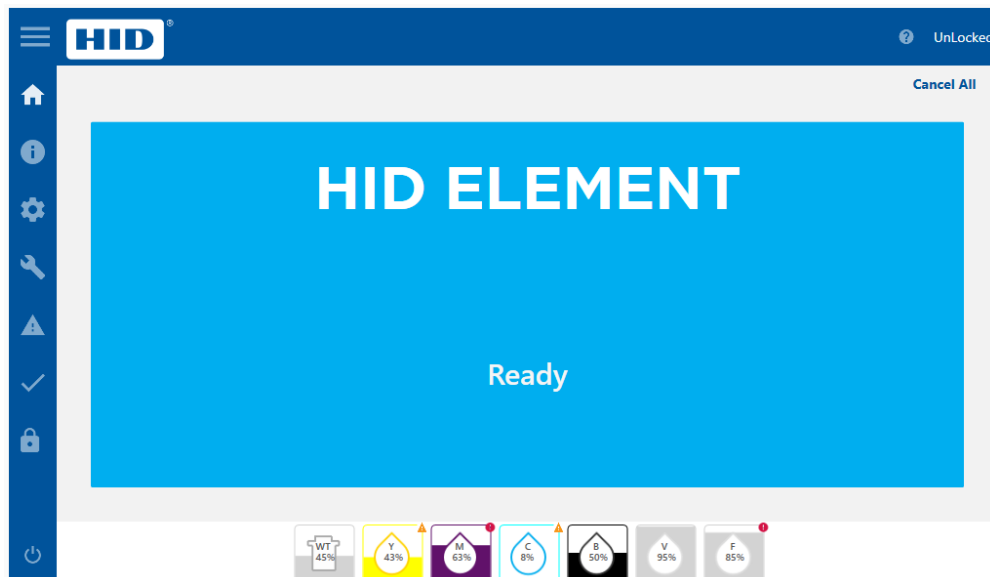 HID®
UnLocked
Cancel All
HID ELEMENT
Ready
WT
45%
Y
43%
M
63%
C
8%
B
50%
V
95%
F
85%